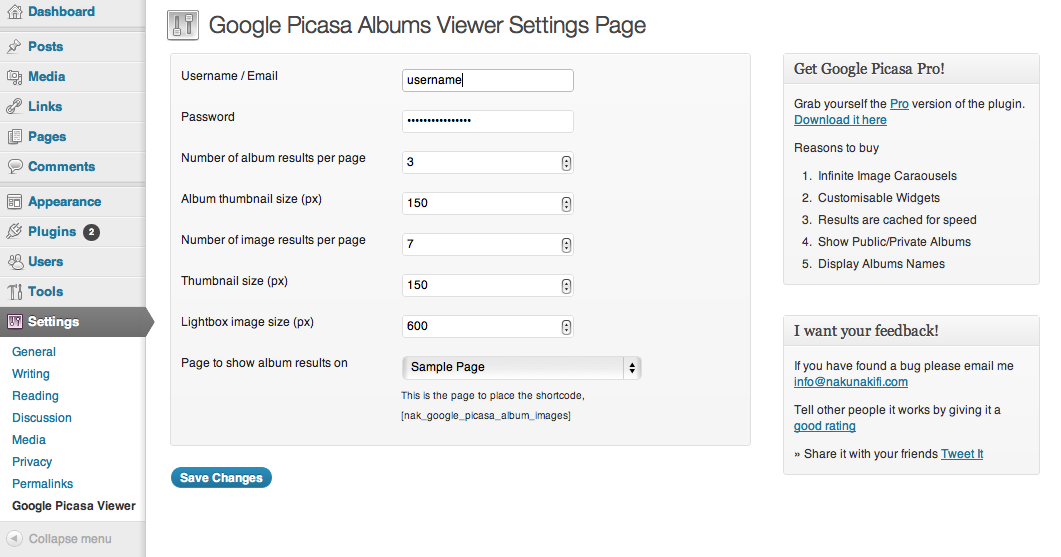 Dashboard
Posts
Media
Links
Pages
Comments
Appearance
Plugins 2
Users
Tools
Settings
General
Writing
Reading
Discussion
Media
Privacy
Permalinks
Google Picasa Viewer
Collapse menu
Google Picasa Albums Viewer Settings Page
Username / Email
username
Password
••••••••••••••••
Number of album results per page
3
Album thumbnail size (px)
150
Number of image results per page
7
Thumbnail size (px)
150
Lightbox image size (px)
600
Page to show album results on
Sample Page
This is the page to place the shortcode,
[nak_google_picasa_album_images]
Save Changes
Get Google Picasa Pro!
Grab yourself the Pro version of the plugin.
Download it here
Reasons to buy
1. Infinite Image Caraousels
2. Customisable Widgets
3. Results are cached for speed
4. Show Public/Private Albums
5. Display Albums Names
I want your feedback!
If you have found a bug please email me
info@nakunakifi.com
Tell other people it works by giving it a
good rating
» Share it with your friends Tweet It